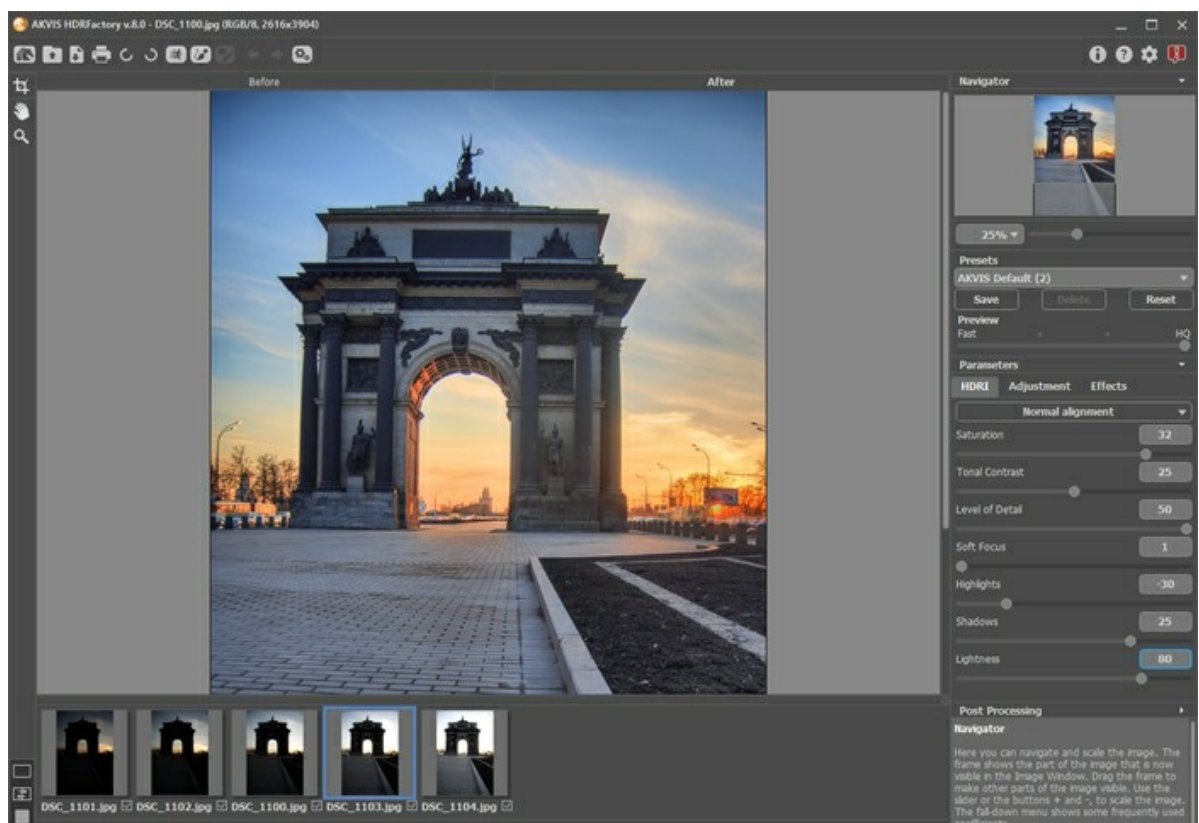 AKVIS HDRFactory v.8.0 - DSC_1100.jpg (RGB/8, 2616x3904)
Before
After
Navigator
25%
Presets
AKVIS Default (2)
Save
Delete
Reset
Preview
Fast
HQ
Parameters
HDRI
Adjustment
Effects
Normal alignment
Saturation
32
Tonal Contrast
25
Level of Detail
50
Soft Focus
1
Highlights
-30
Shadows
25
Lightness
80
Post Processing
Navigator
Here you can navigate and scale the image. The
frame shows the part of the image that is now
visible in the Image Window. Drag the frame to
make other parts of the image visible. Use the
slider or the buttons + and -, to scale the image.
The fall-down menu shows some frequently used
DSC_1101.jpg
DSC_1102.jpg
DSC_1100.jpg
DSC_1103.jpg
DSC_1104.jpg